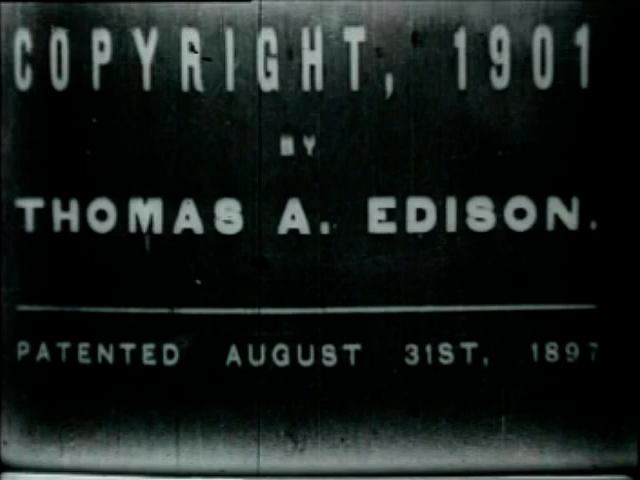 COPYRIGHT, 1901
BY
THOMAS A. EDISON.
PATENTED AUGUST 31ST, 1897